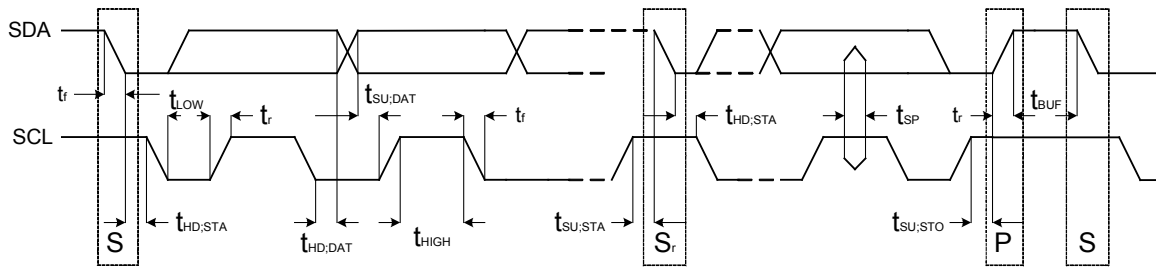 SDA
t_f t_LOW t_r t_SU;DAT t_f t_HD;STA t_SP t_r t_BUF
SCL
t_HD;STA t_HD;DAT t_HIGH t_SU;STA t_SU;STO
S S_r P S